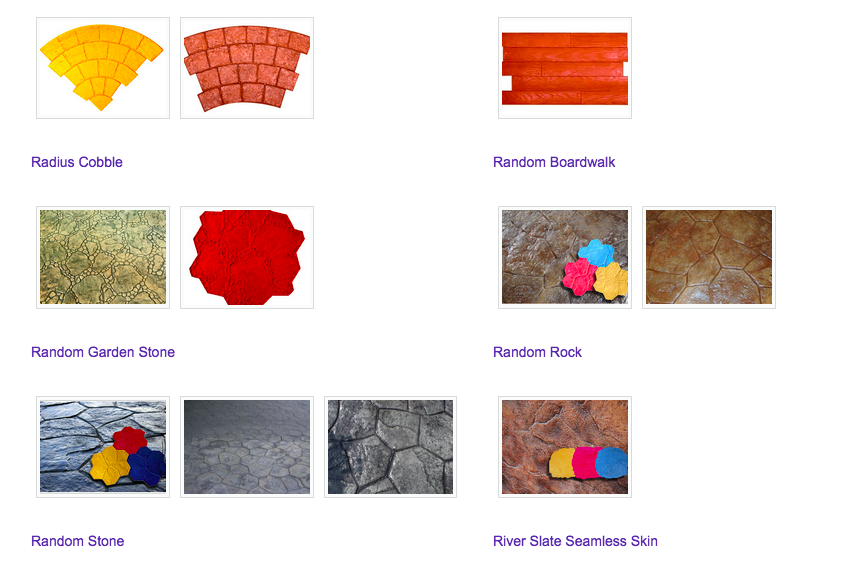 Radius Cobble
Random Boardwalk
Random Garden Stone
Random Rock
Random Stone
River Slate Seamless Skin